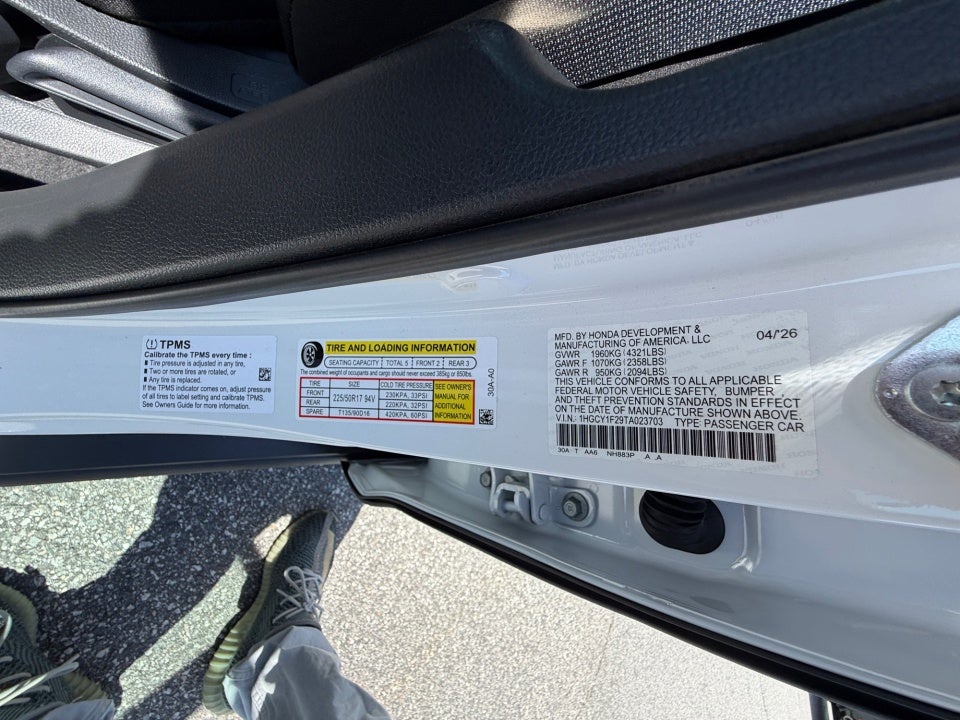 TPMS
Calibrate the TPMS every time :
■ Tire pressure is adjusted in any tire,
■ Two or more tires are rotated, or
■ Any tire is replaced.
If the TPMS indicator comes on, adjust pressure
of all tires to label setting and calibrate TPMS.
See Owners Guide for more information.
TIRE AND LOADING INFORMATION
SEATING CAPACITY TOTAL 5 FRONT 2 REAR 3
The combined weight of occupants and cargo should never exceed 385kg or 850lbs.
TIRE SIZE COLD TIRE PRESSURE
FRONT 225/50R17 94V 230KPA, 33PSI
REAR 220KPA, 32PSI
SPARE T135/90D16 420KPA, 60PSI
SEE OWNER'S
MANUAL FOR
ADDITIONAL
INFORMATION
30A-A0
MFD. BY HONDA DEVELOPMENT &
MANUFACTURING OF AMERICA, LLC 04/'26
GVWR 1960KG(4321LBS)
GAWR F 1070KG(2358LBS)
GAWR R 950KG(2094LBS)
THIS VEHICLE CONFORMS TO ALL APPLICABLE
FEDERAL MOTOR VEHICLE SAFETY, BUMPER,
AND THEFT PREVENTION STANDARDS IN EFFECT
ON THE DATE OF MANUFACTURE SHOWN ABOVE.
V.I.N.: 1HGCY1F29TA023703 TYPE: PASSENGER CAR
30A T AA6 NH883P A .A